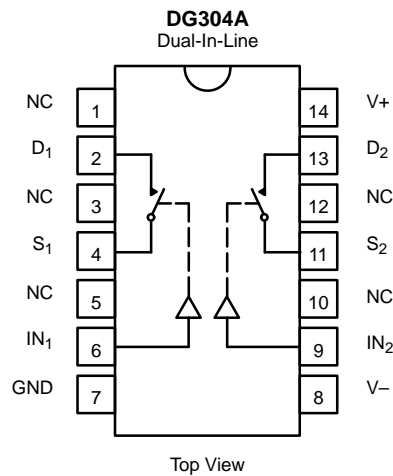 DG304A
Dual-In-Line
NC 1 14 V+
D1 2 13 D2
NC 3 12 NC
S1 4 11 S2
NC 5 10 NC
IN1 6 9 IN2
GND 7 8 V–
Top View